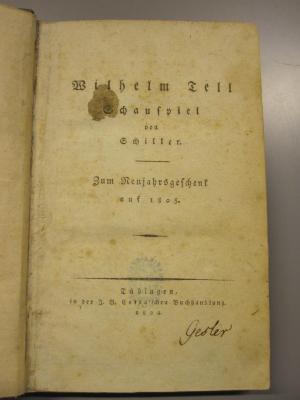 Wilhelm Tell
Schauspiel
von
Schiller.
Zum Neujahrsgeschenk
auf 1805.
Tübingen,
in der J. G. Cotta'schen Buchhandlung.
1804.
Gesler